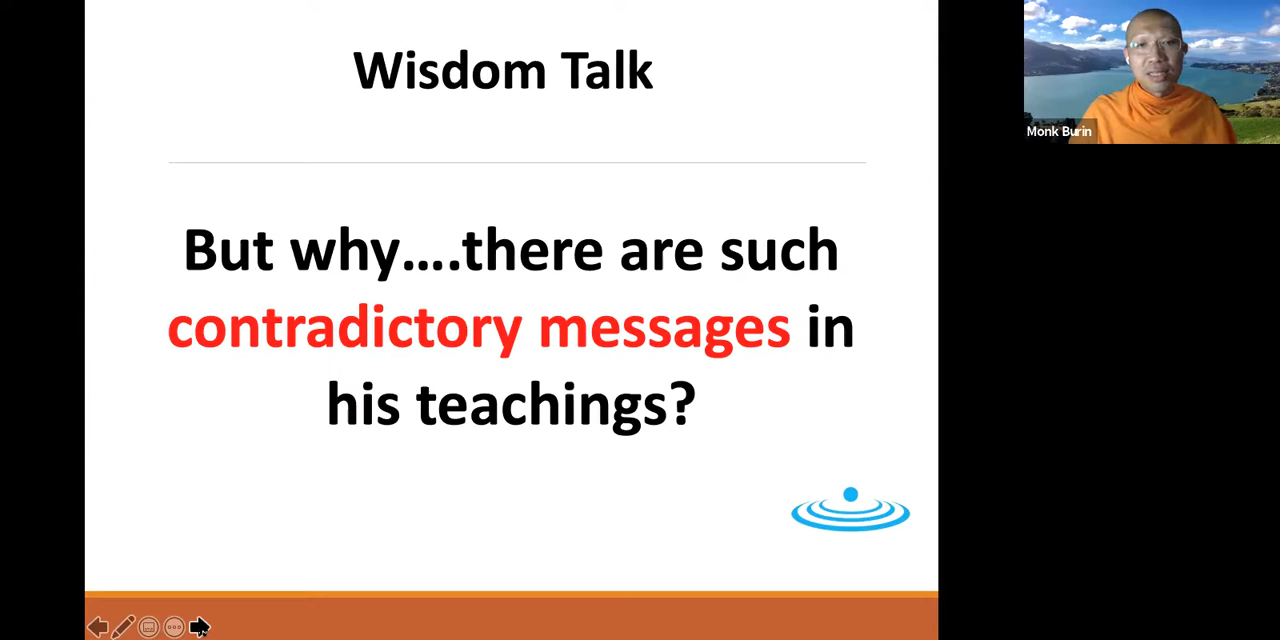 Wisdom Talk
But why….there are such
contradictory messages in
his teachings?
Monk Burin